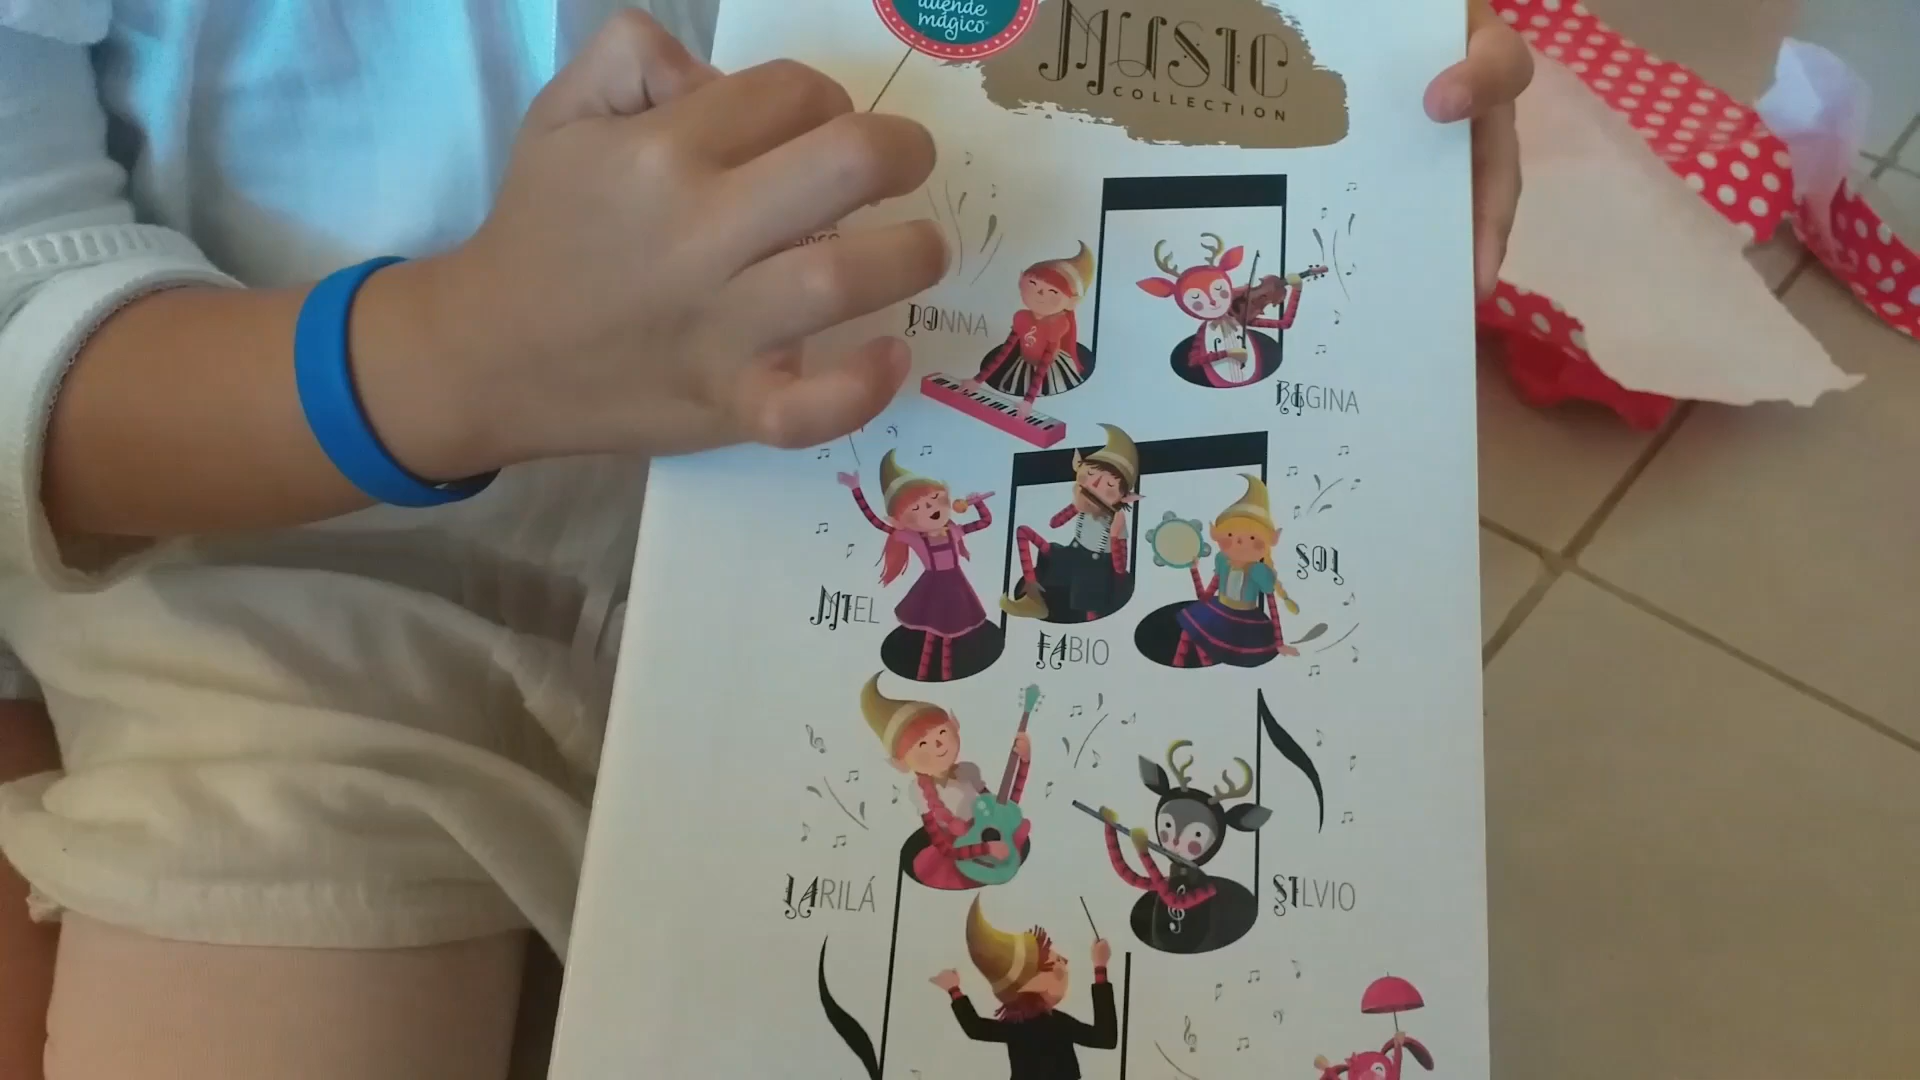 duende
mágico
MUSIC
COLLECTION
DONNA
REGINA
MIEL
FABIO
SOL
LARILÁ
SILVIO